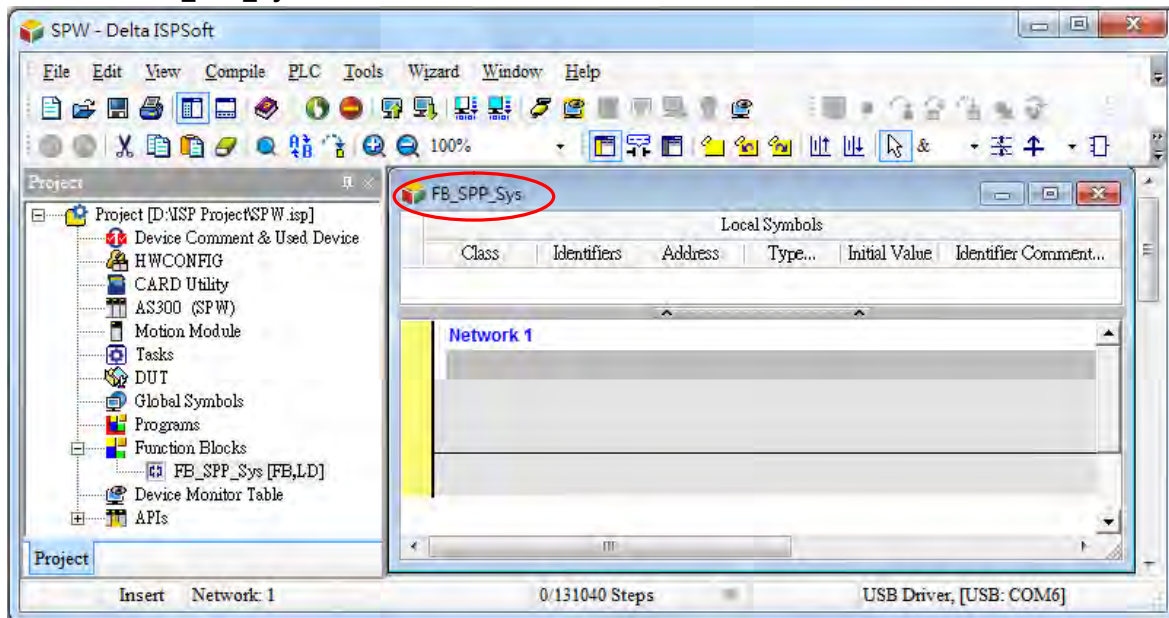 SPW - Delta ISPSoft
File Edit View Compile PLC Tools Wizard Window Help
100%
&
Project
Project [D:\ISP Project\SPW.isp]
Device Comment & Used Device
HWCONFIG
CARD Utility
AS300 (SPW)
Motion Module
Tasks
DUT
Global Symbols
Programs
Function Blocks
FB_SPP_Sys [FB,LD]
Device Monitor Table
APIs
Project
FB_SPP_Sys
Local Symbols
Class Identifiers Address Type... Initial Value Identifier Comment...
Network 1
Insert Network: 1 0/131040 Steps USB Driver, [USB: COM6]